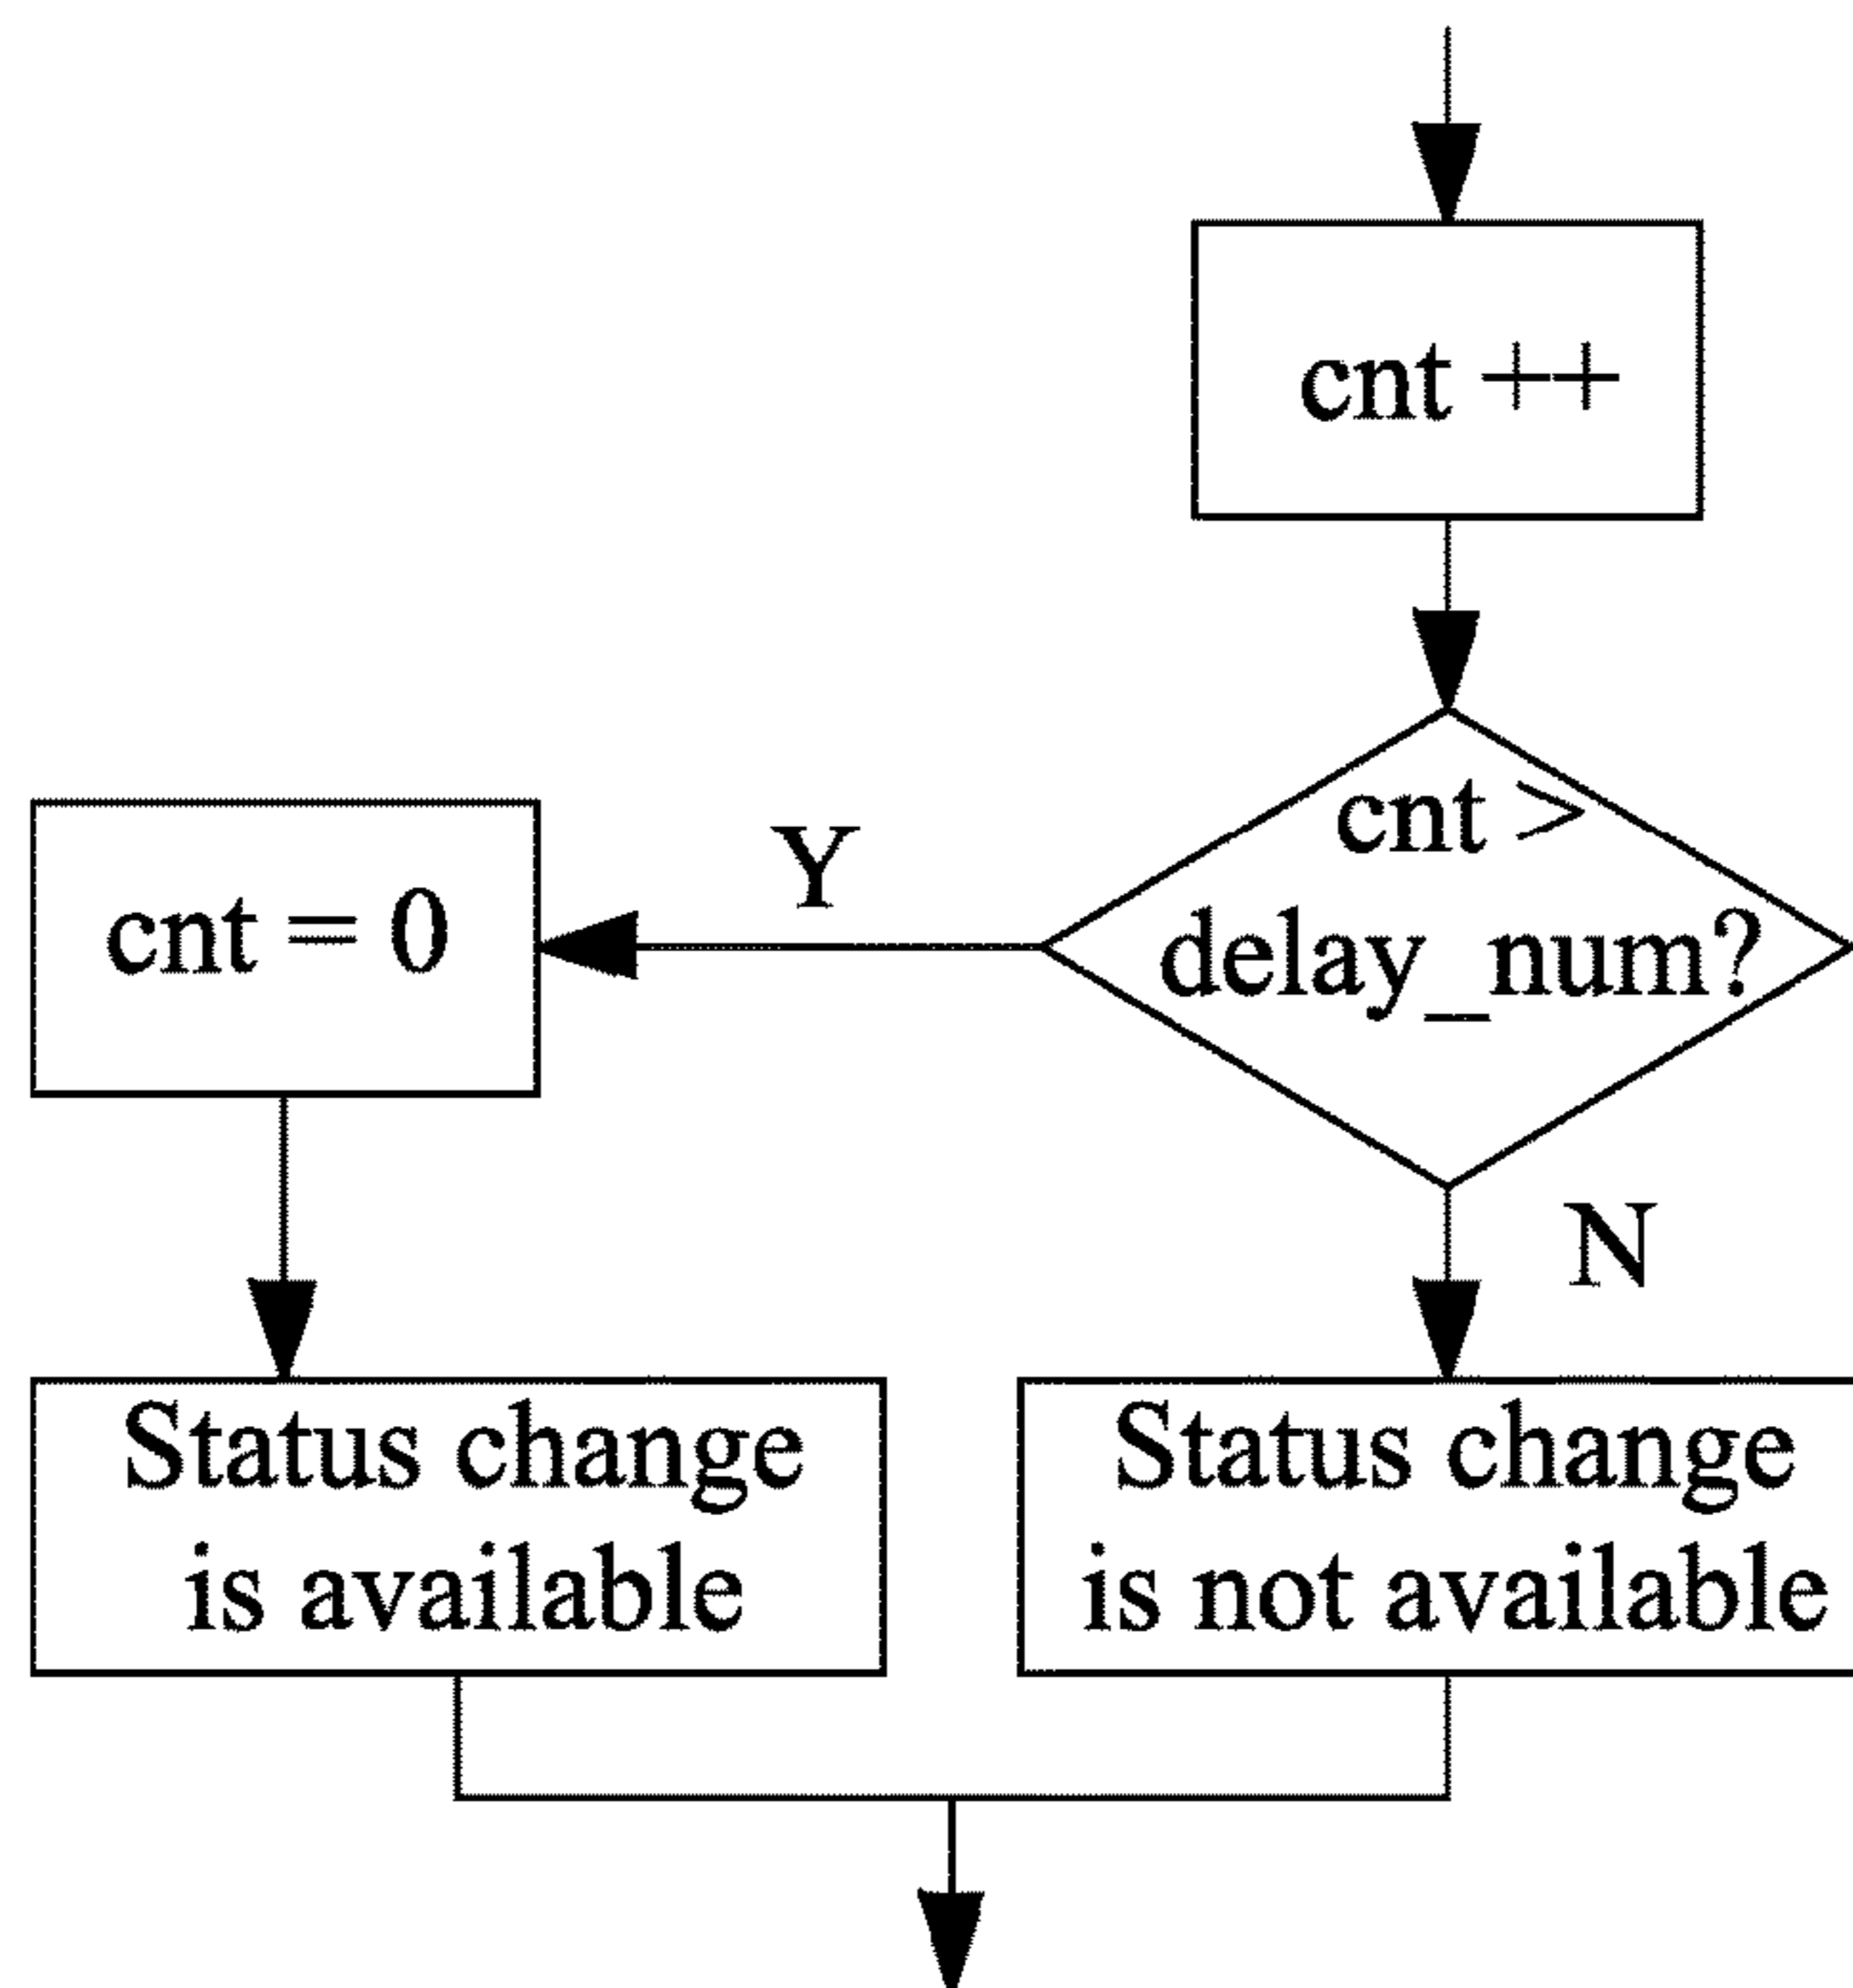 cnt ++
cnt >
delay_num?
Y
cnt = 0
N
Status change
is available
Status change
is not available